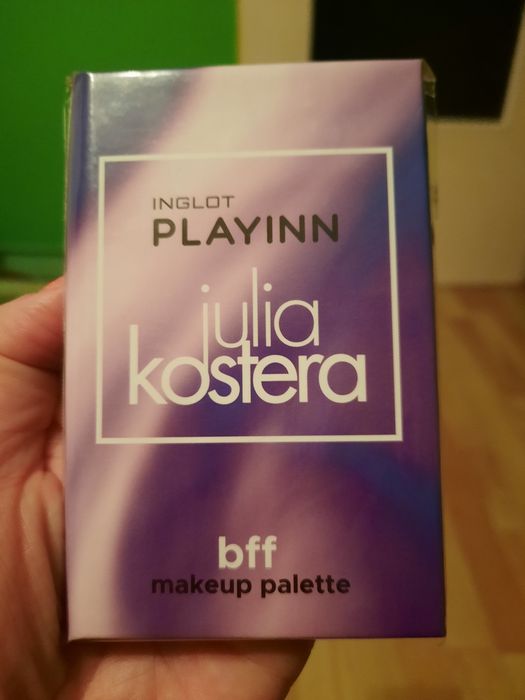 INGLOT
PLAYINN
julia
kostera
bff
makeup palette